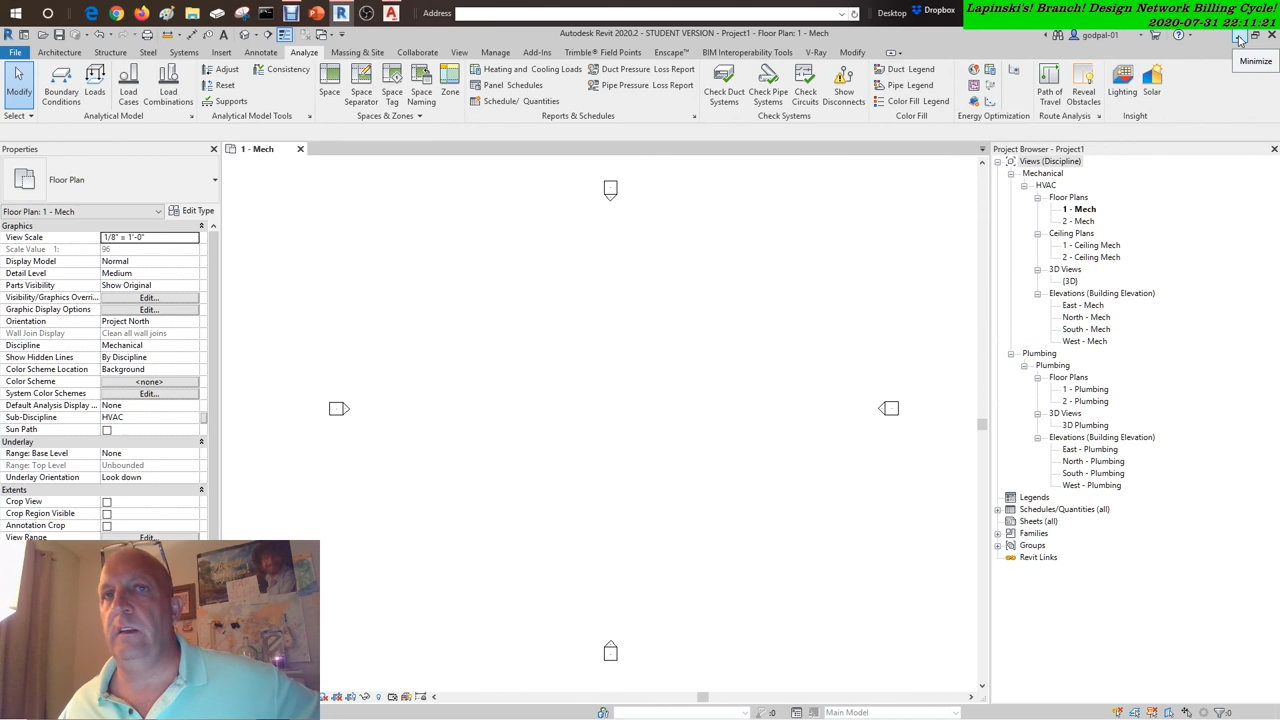 Address
Desktop
Dropbox
Lapinski's! Branch! Design Network Billing Cycle!
2020-07-31 22:11:21
Autodesk Revit 2020.2 - STUDENT VERSION - Project1 - Floor Plan: 1 - Mech
godpal-01
Minimize
File Architecture Structure Steel Systems Insert Annotate Analyze Massing & Site Collaborate View Manage Add-Ins Trimble® Field Points Enscape™ BIM Interoperability Tools V-Ray Modify
Modify
Select
Boundary Conditions
Loads
Load Cases
Load Combinations
Analytical Model
Adjust
Reset
Supports
Consistency
Analytical Model Tools
Space
Space Separator
Space Tag
Space Naming
Zone
Spaces & Zones
Heating and Cooling Loads
Panel Schedules
Schedule/ Quantities
Duct Pressure Loss Report
Pipe Pressure Loss Report
Reports & Schedules
Check Duct Systems
Check Pipe Systems
Check Circuits
Show Disconnects
Check Systems
Duct Legend
Pipe Legend
Color Fill Legend
Color Fill
Energy Optimization
Path of Travel
Reveal Obstacles
Route Analysis
Lighting
Solar
Insight
Properties
Floor Plan
Floor Plan: 1 - Mech
Edit Type
Graphics
View Scale 1/8" = 1'-0"
Scale Value 1: 96
Display Model Normal
Detail Level Medium
Parts Visibility Show Original
Visibility/Graphics Overri... Edit...
Graphic Display Options Edit...
Orientation Project North
Wall Join Display Clean all wall joins
Discipline Mechanical
Show Hidden Lines By Discipline
Color Scheme Location Background
Color Scheme <none>
System Color Schemes Edit...
Default Analysis Display ... None
Sub-Discipline HVAC
Sun Path
Underlay
Range: Base Level None
Range: Top Level Unbounded
Underlay Orientation Look down
Extents
Crop View
Crop Region Visible
Annotation Crop
View Range Edit...
1 - Mech
Project Browser - Project1
Views (Discipline)
Mechanical
HVAC
Floor Plans
1 - Mech
2 - Mech
Ceiling Plans
1 - Ceiling Mech
2 - Ceiling Mech
3D Views
{3D}
Elevations (Building Elevation)
East - Mech
North - Mech
South - Mech
West - Mech
Plumbing
Plumbing
Floor Plans
1 - Plumbing
2 - Plumbing
3D Views
3D Plumbing
Elevations (Building Elevation)
East - Plumbing
North - Plumbing
South - Plumbing
West - Plumbing
Legends
Schedules/Quantities (all)
Sheets (all)
Families
Groups
Revit Links
:0
Main Model
:0